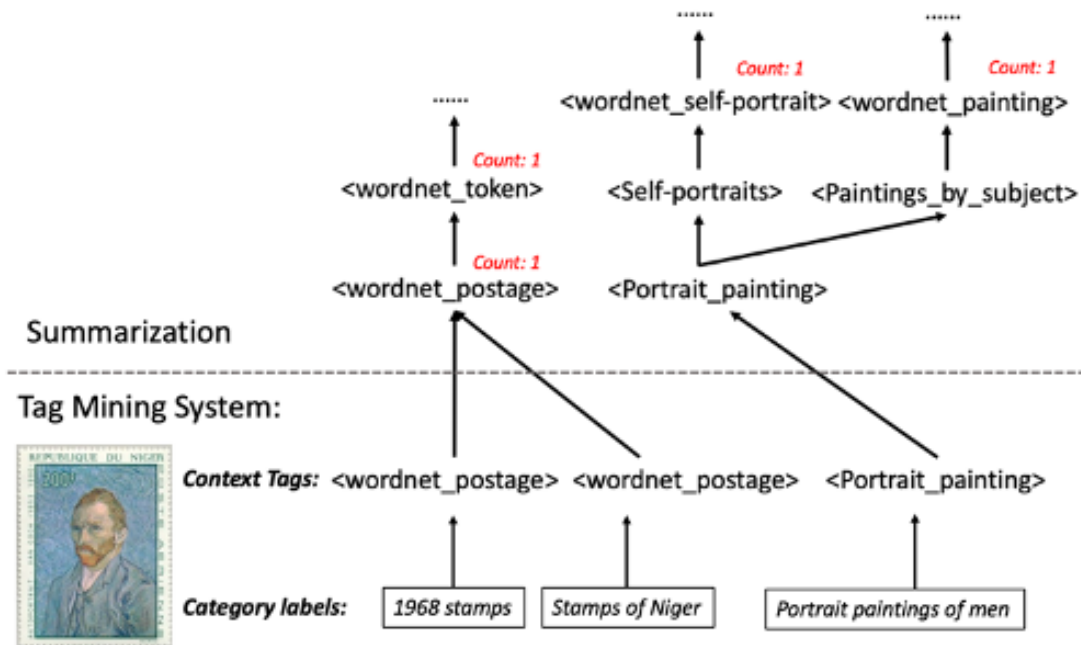 ......
......
Count: 1
Count: 1
<wordnet_self-portrait>
<wordnet_painting>
......
Count: 1
<wordnet_token>
<Self-portraits>
<Paintings_by_subject>
Count: 1
<wordnet_postage>
<Portrait_painting>
Summarization
Tag Mining System:
REPUBLIQUE DU NIGER
200F
Context Tags:
<wordnet_postage>
<wordnet_postage>
<Portrait_painting>
Category labels:
1968 stamps
Stamps of Niger
Portrait paintings of men